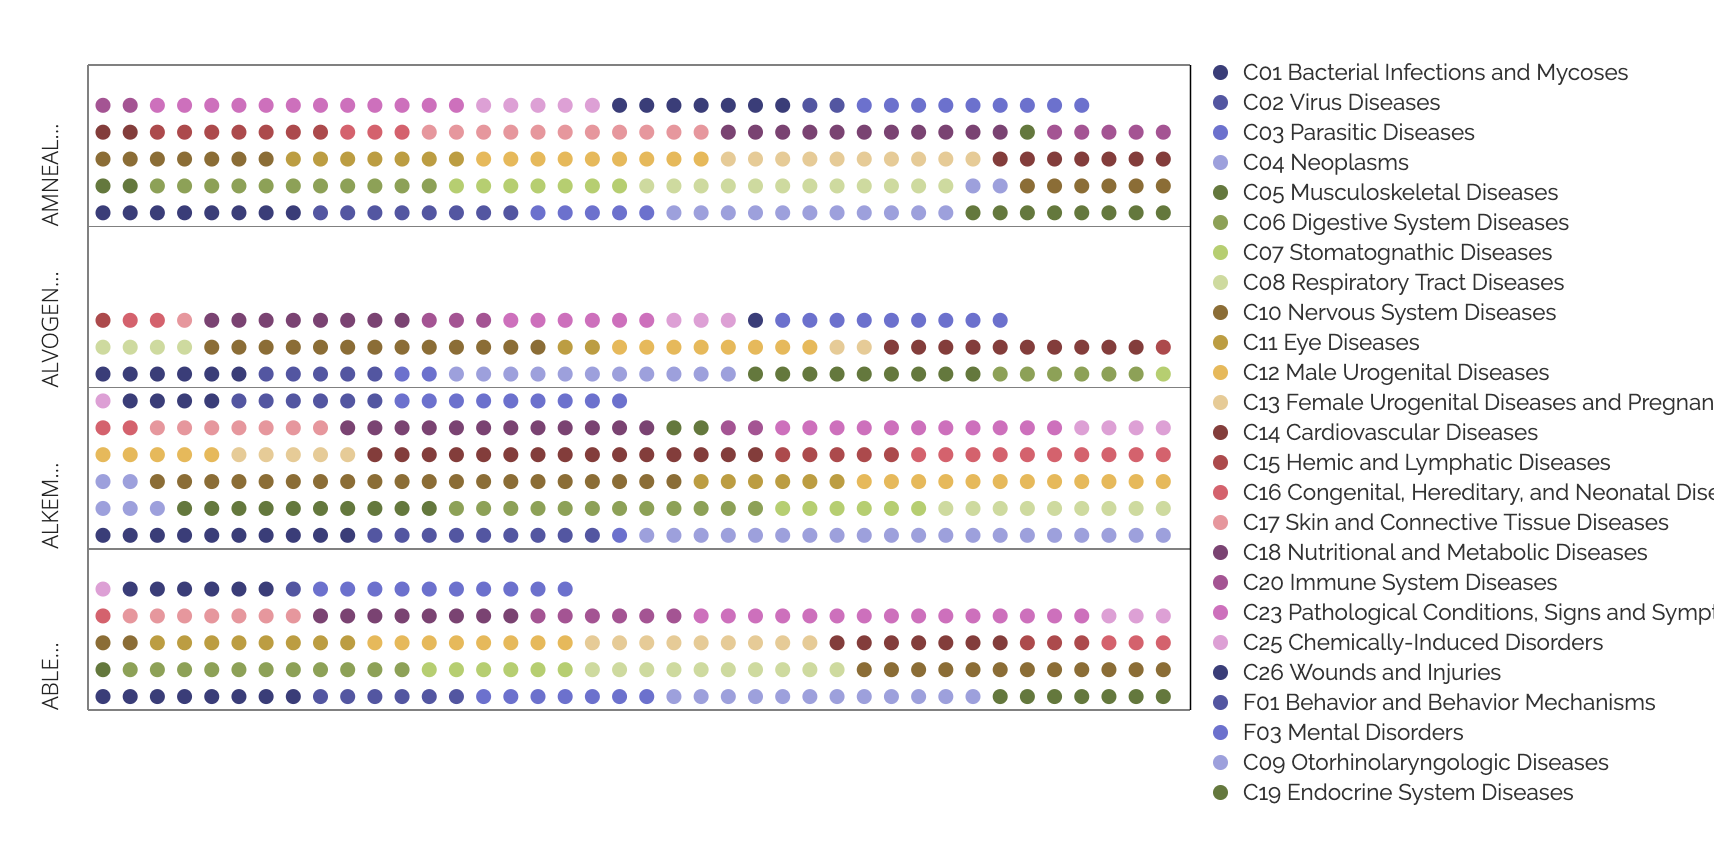 AMNEAL...
ALVOGEN...
ALKEM...
ABLE...
C01 Bacterial Infections and Mycoses
C02 Virus Diseases
C03 Parasitic Diseases
C04 Neoplasms
C05 Musculoskeletal Diseases
C06 Digestive System Diseases
C07 Stomatognathic Diseases
C08 Respiratory Tract Diseases
C10 Nervous System Diseases
C11 Eye Diseases
C12 Male Urogenital Diseases
C13 Female Urogenital Diseases and Pregnan
C14 Cardiovascular Diseases
C15 Hemic and Lymphatic Diseases
C16 Congenital, Hereditary, and Neonatal Dise
C17 Skin and Connective Tissue Diseases
C18 Nutritional and Metabolic Diseases
C20 Immune System Diseases
C23 Pathological Conditions, Signs and Sympt
C25 Chemically-Induced Disorders
C26 Wounds and Injuries
F01 Behavior and Behavior Mechanisms
F03 Mental Disorders
C09 Otorhinolaryngologic Diseases
C19 Endocrine System Diseases